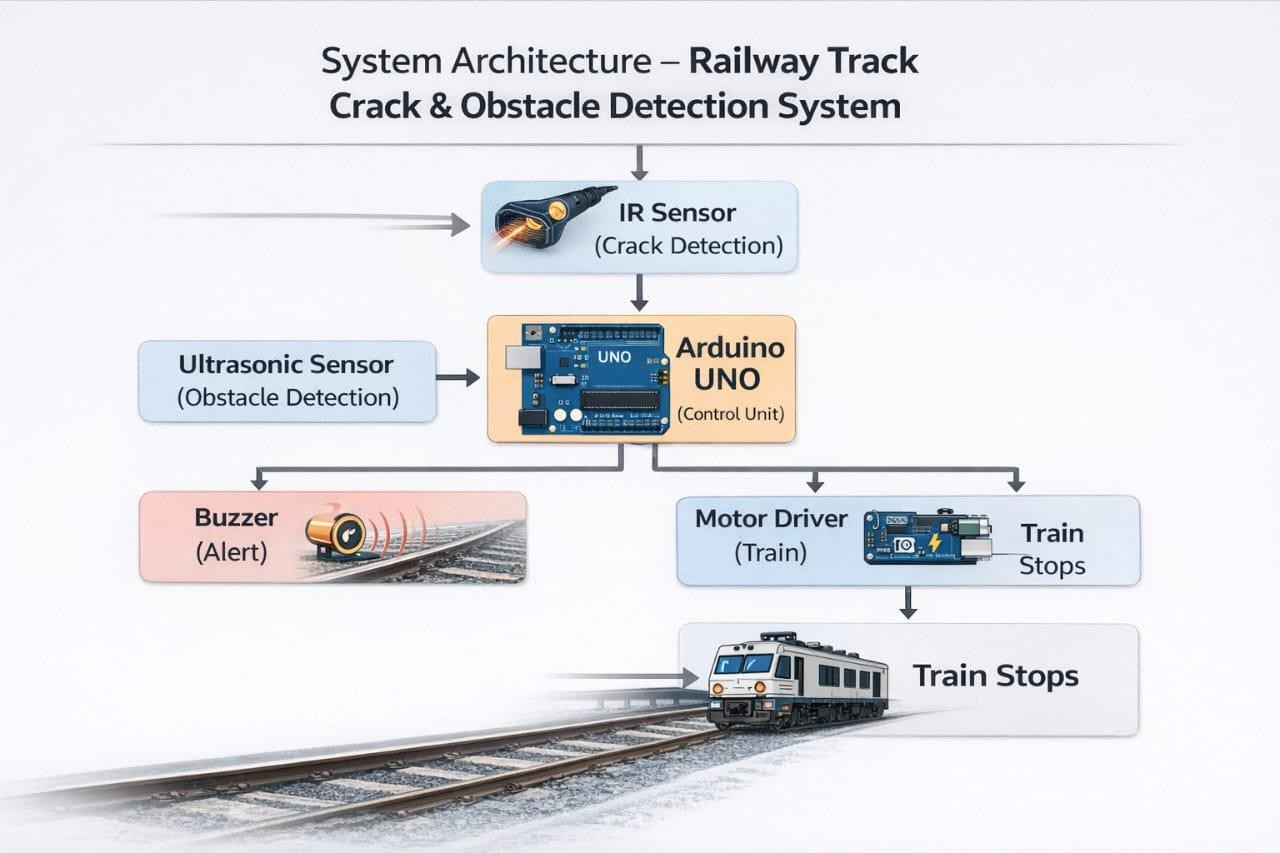 System Architecture – Railway Track
Crack & Obstacle Detection System
IR Sensor
(Crack Detection)
Ultrasonic Sensor
(Obstacle Detection)
UNO
Arduino
UNO
(Control Unit)
Buzzer
(Alert)
Motor Driver
(Train)
Train
Stops
Train Stops